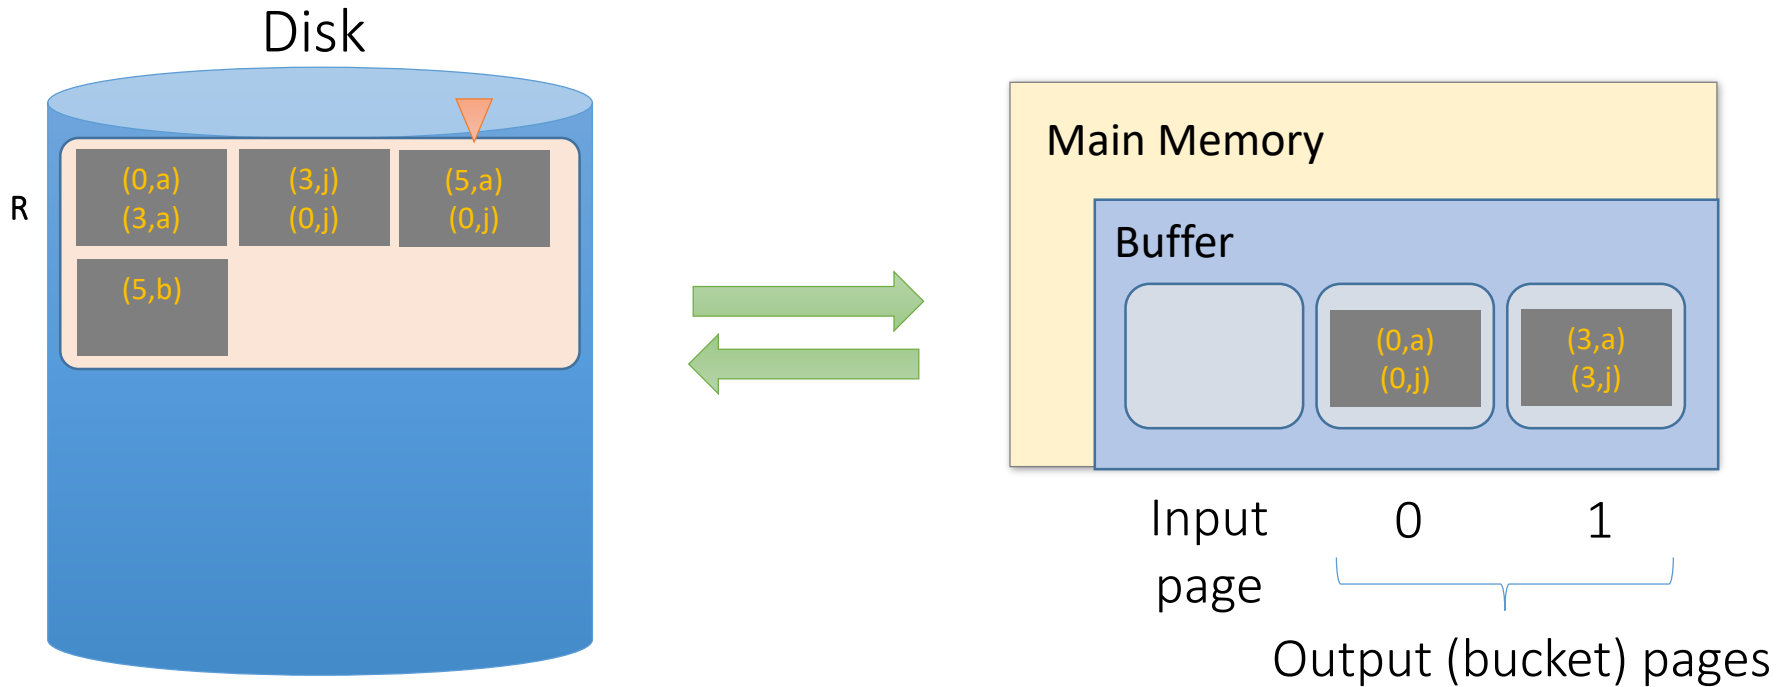 Disk
R
(0,a)
(3,a)
(3,j)
(0,j)
(5,a)
(0,j)
(5,b)
Main Memory
Buffer
(0,a)
(0,j)
(3,a)
(3,j)
Input
page
0
1
Output (bucket) pages